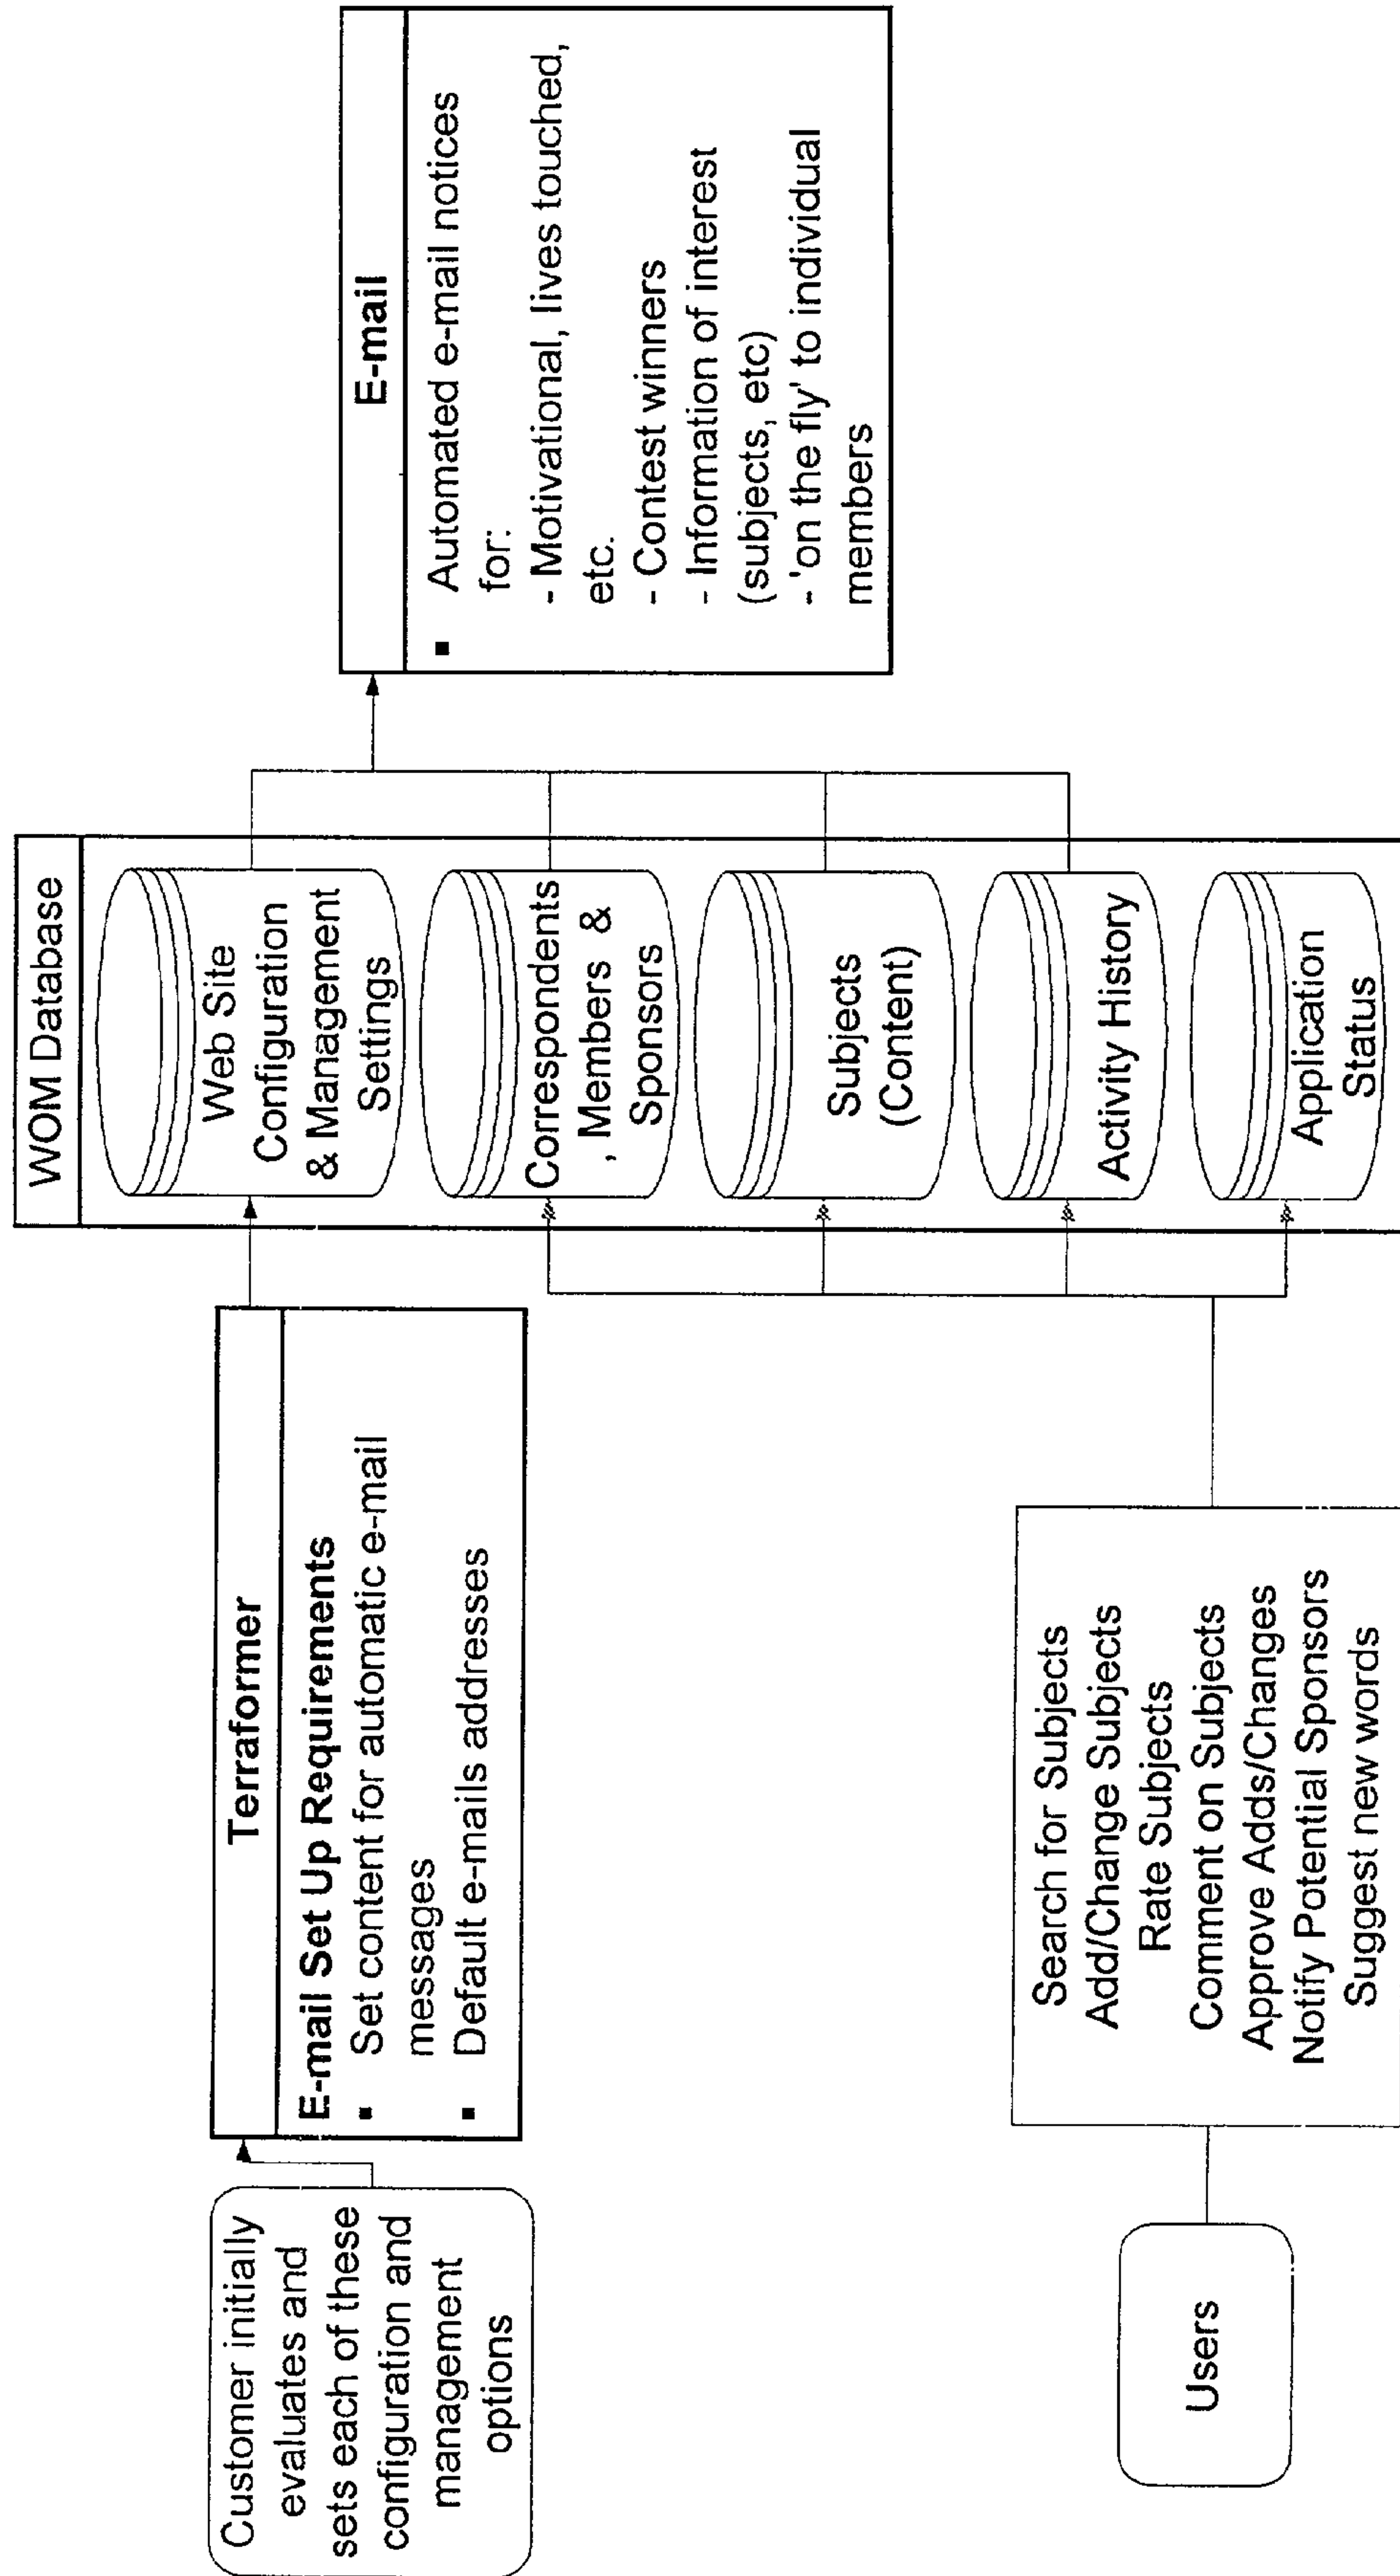 Customer initially
evaluates and
sets each of these
configuration and
management
options
Terraformer
E-mail Set Up Requirements
▪ Set content for automatic e-mail
messages
▪ Default e-mails addresses
Users
Search for Subjects
Add/Change Subjects
Rate Subjects
Comment on Subjects
Approve Adds/Changes
Notify Potential Sponsors
Suggest new words
WOM Database
Web Site
Configuration
& Management
Settings
Correspondents
, Members &
Sponsors
Subjects
(Content)
Activity History
Application
Status
E-mail
▪ Automated e-mail notices
for:
- Motivational, lives touched,
etc.
- Contest winners
- Information of interest
(subjects, etc)
- 'on the fly' to individual
members